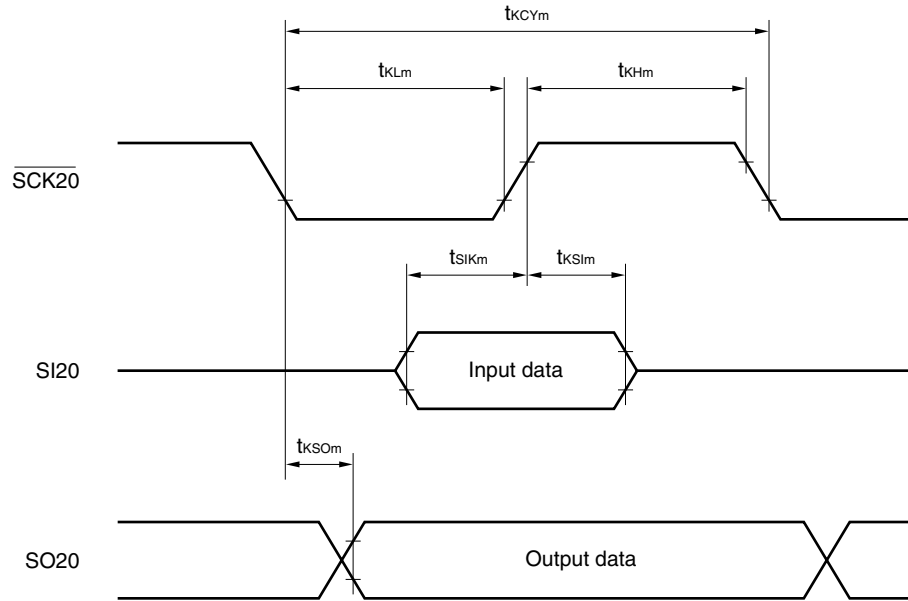 tKCYm
tKLm
tKHm
SCK20
tSIKm
tKSIm
SI20
Input data
tKSOm
SO20
Output data